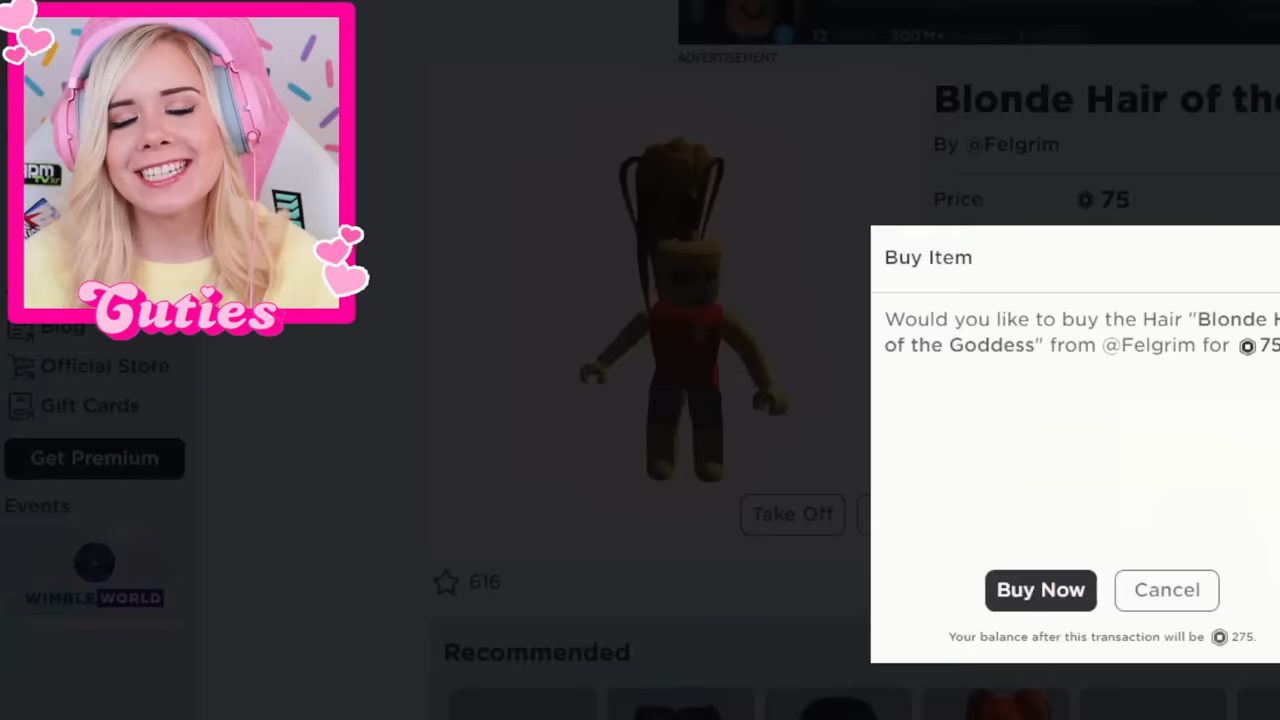 ADVERTISEMENT
Blonde Hair of the
By @Felgrim
Price 75
Buy Item
Would you like to buy the Hair "Blonde H
of the Goddess" from @Felgrim for 75
Cuties
Blog
Official Store
Gift Cards
Get Premium
Events
WIMBLEWORLD
Take Off
616
Buy Now
Cancel
Your balance after this transaction will be 275.
Recommended